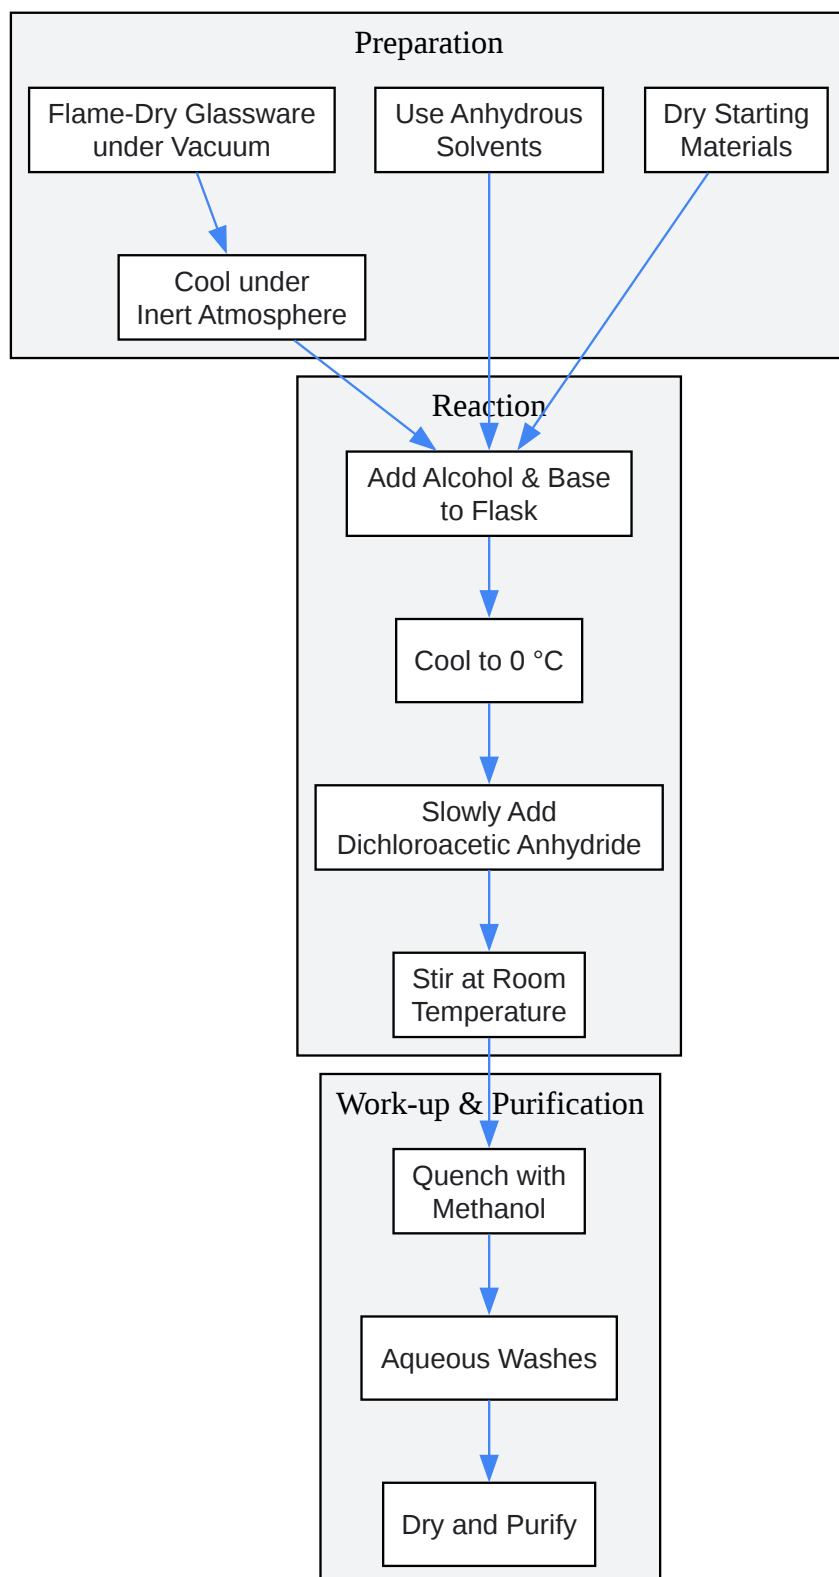 Preparation
Flame-Dry Glassware
under Vacuum
Use Anhydrous
Solvents
Dry Starting
Materials
Cool under
Inert Atmosphere
Reaction
Add Alcohol & Base
to Flask
Cool to 0 °C
Slowly Add
Dichloroacetic Anhydride
Stir at Room
Temperature
Work-up & Purification
Quench with
Methanol
Aqueous Washes
Dry and Purify